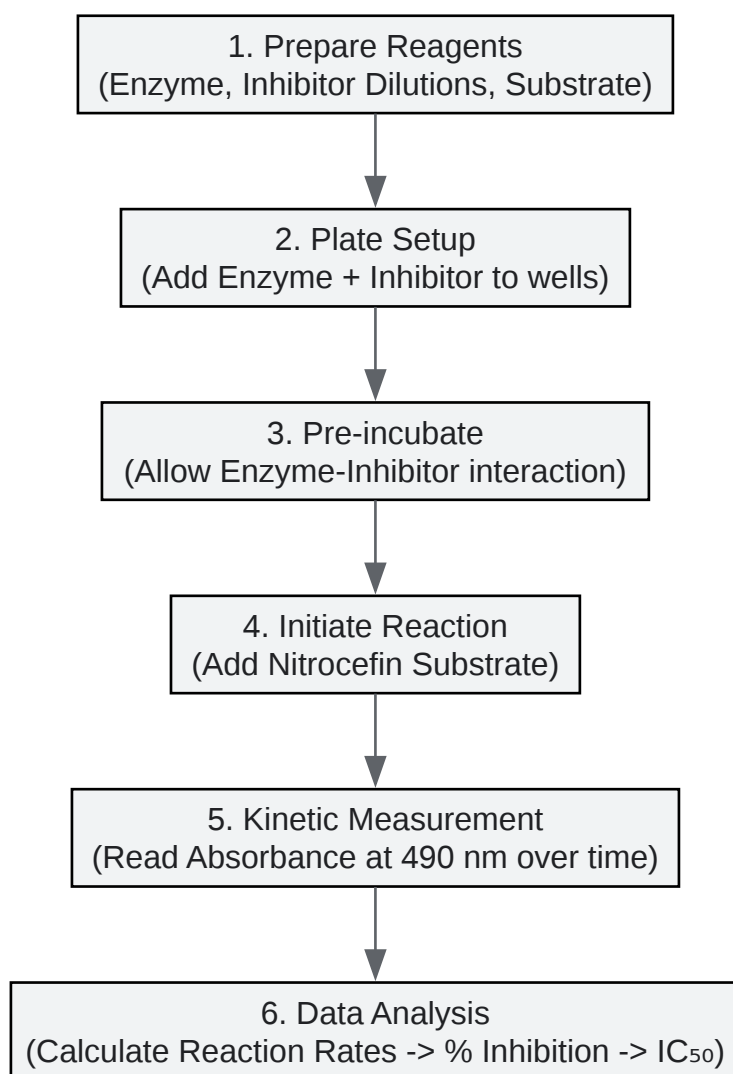 1. Prepare Reagents
(Enzyme, Inhibitor Dilutions, Substrate)
2. Plate Setup
(Add Enzyme + Inhibitor to wells)
3. Pre-incubate
(Allow Enzyme-Inhibitor interaction)
4. Initiate Reaction
(Add Nitrocefin Substrate)
5. Kinetic Measurement
(Read Absorbance at 490 nm over time)
6. Data Analysis
(Calculate Reaction Rates -> % Inhibition -> IC₅₀)